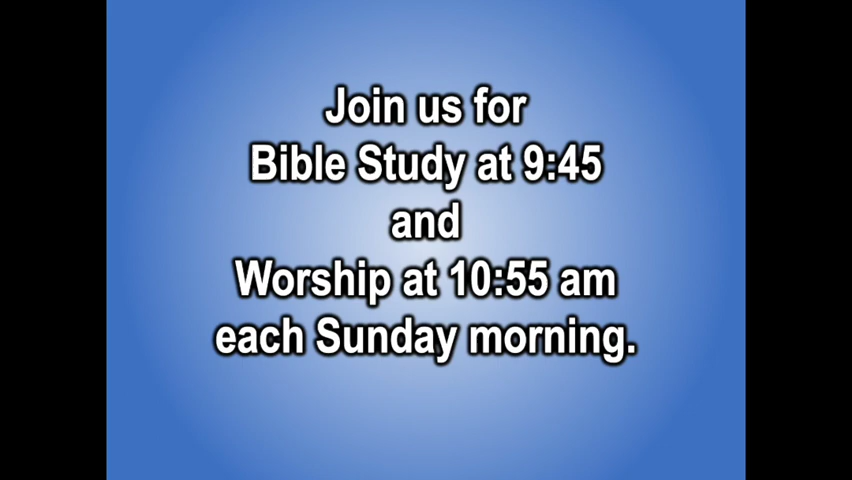 Join us for
Bible Study at 9:45
and
Worship at 10:55 am
each Sunday morning.